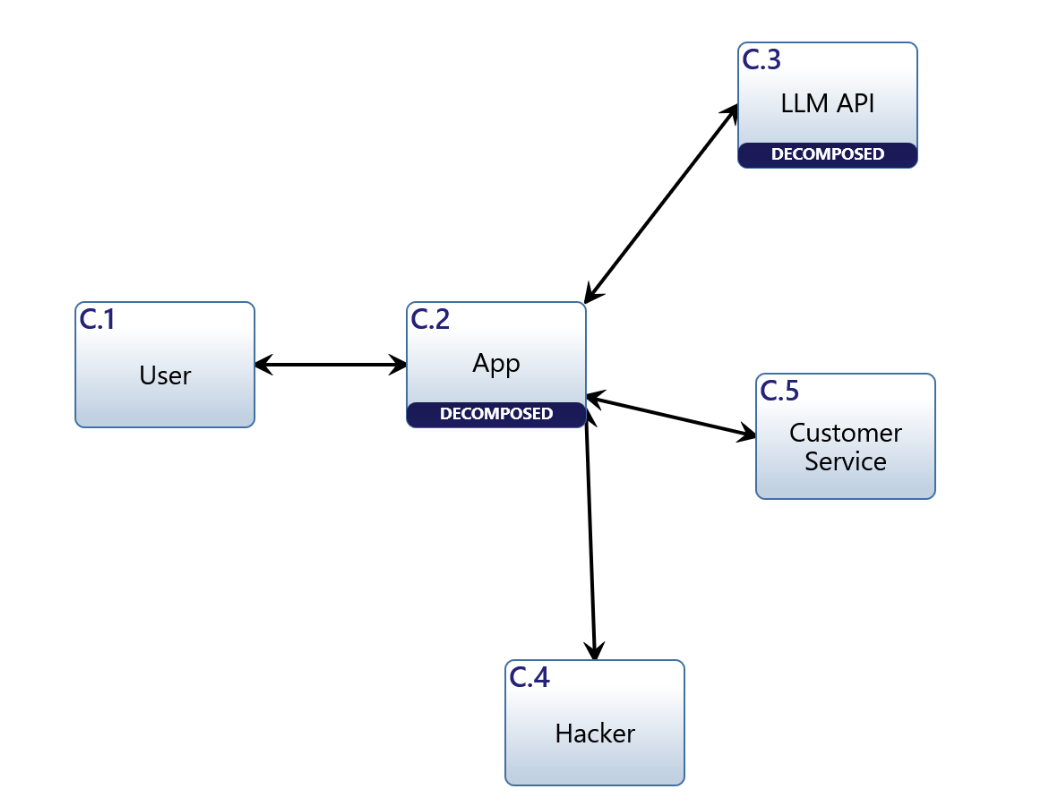 C.3
LLM API
DECOMPOSED
C.1
User
C.2
App
DECOMPOSED
C.5
Customer
Service
C.4
Hacker